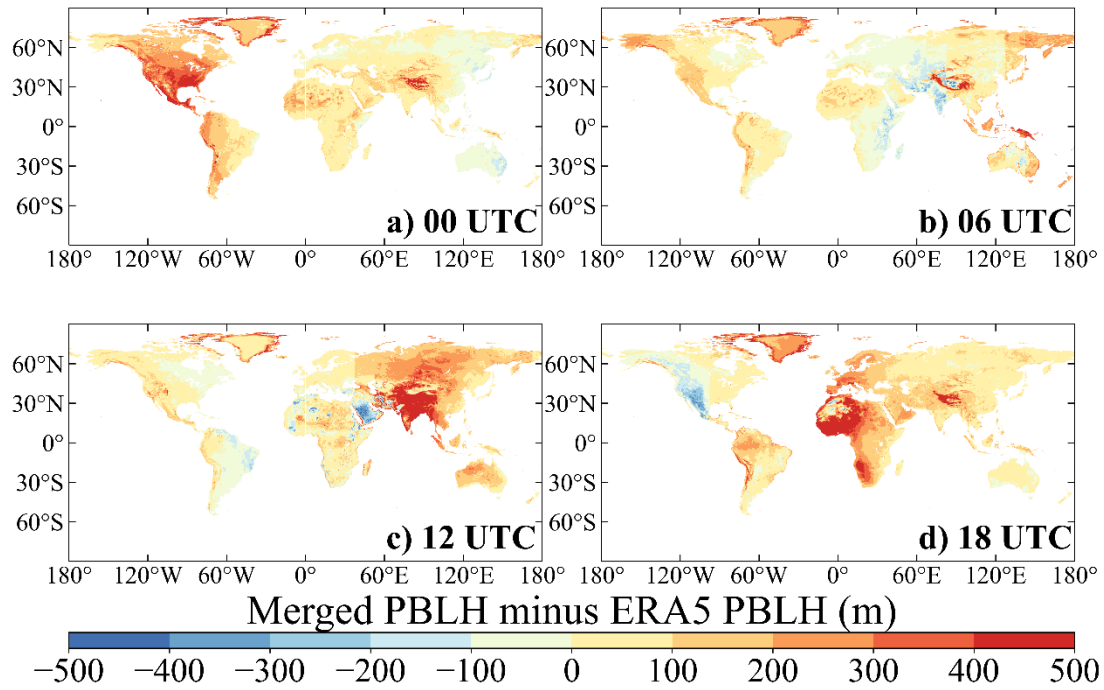 60°N
30°N
0°
30°S
60°S
a) 00 UTC
180° 120°W 60°W 0° 60°E 120°E 180°
60°N
30°N
0°
30°S
60°S
b) 06 UTC
180° 120°W 60°W 0° 60°E 120°E 180°
60°N
30°N
0°
30°S
60°S
c) 12 UTC
180° 120°W 60°W 0° 60°E 120°E 180°
60°N
30°N
0°
30°S
60°S
d) 18 UTC
180° 120°W 60°W 0° 60°E 120°E 180°
Merged PBLH minus ERA5 PBLH (m)
−500 −400 −300 −200 −100 0 100 200 300 400 500